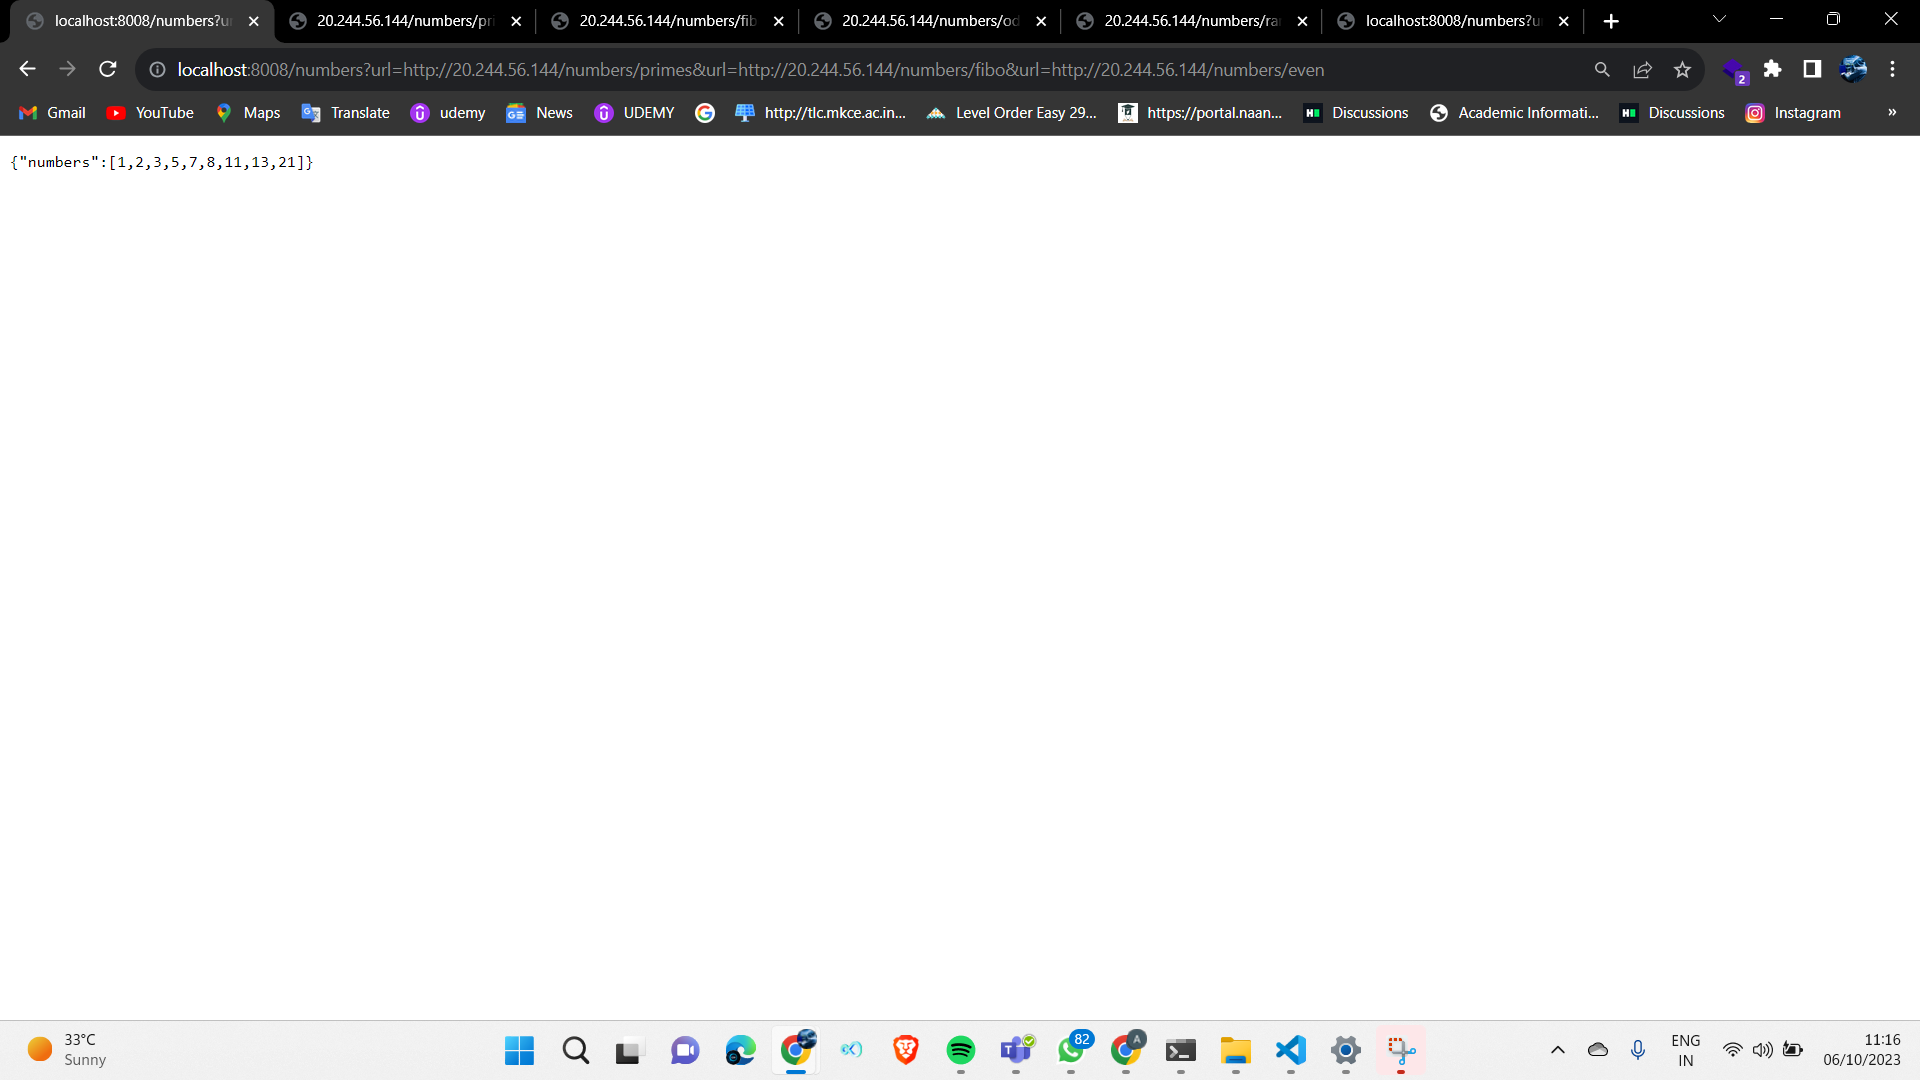 localhost:8008/numbers?ur
20.244.56.144/numbers/pri
20.244.56.144/numbers/fib
20.244.56.144/numbers/od
20.244.56.144/numbers/ra
localhost:8008/numbers?u
localhost:8008/numbers?url=http://20.244.56.144/numbers/primes&url=http://20.244.56.144/numbers/fibo&url=http://20.244.56.144/numbers/even
2
Gmail
YouTube
Maps
Translate
udemy
News
UDEMY
http://tlc.mkce.ac.in...
Level Order Easy 29...
https://portal.naan...
Discussions
Academic Informati...
Discussions
Instagram
»
{"numbers":[1,2,3,5,7,8,11,13,21]}
33°C
Sunny
82
A
ENG
IN
11:16
06/10/2023